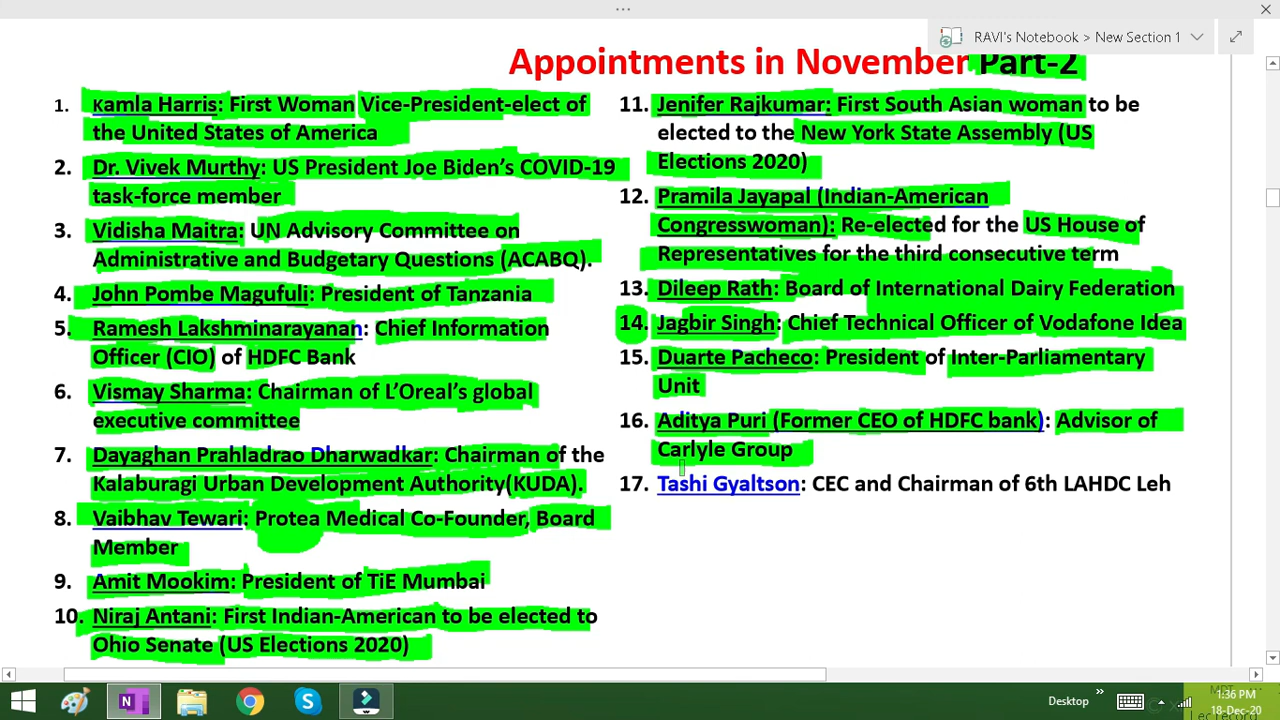 RAVI's Notebook > New Section 1
Appointments in November Part-2
1. Kamla Harris: First Woman Vice-President-elect of
the United States of America
2. Dr. Vivek Murthy: US President Joe Biden's COVID-19
task-force member
3. Vidisha Maitra: UN Advisory Committee on
Administrative and Budgetary Questions (ACABQ).
4. John Pombe Magufuli: President of Tanzania
5. Ramesh Lakshminarayanan: Chief Information
Officer (CIO) of HDFC Bank
6. Vismay Sharma: Chairman of L'Oreal's global
executive committee
7. Dayaghan Prahladrao Dharwadkar: Chairman of the
Kalaburagi Urban Development Authority(KUDA).
8. Vaibhav Tewari: Protea Medical Co-Founder, Board
Member
9. Amit Mookim: President of TiE Mumbai
10. Niraj Antani: First Indian-American to be elected to
Ohio Senate (US Elections 2020)
11. Jenifer Rajkumar: First South Asian woman to be
elected to the New York State Assembly (US
Elections 2020)
12. Pramila Jayapal (Indian-American
Congresswoman): Re-elected for the US House of
Representatives for the third consecutive term
13. Dileep Rath: Board of International Dairy Federation
14. Jagbir Singh: Chief Technical Officer of Vodafone Idea
15. Duarte Pacheco: President of Inter-Parliamentary
Unit
16. Aditya Puri (Former CEO of HDFC bank): Advisor of
Carlyle Group
17. Tashi Gyaltson: CEC and Chairman of 6th LAHDC Leh
Desktop
1:36 PM
18-Dec-20